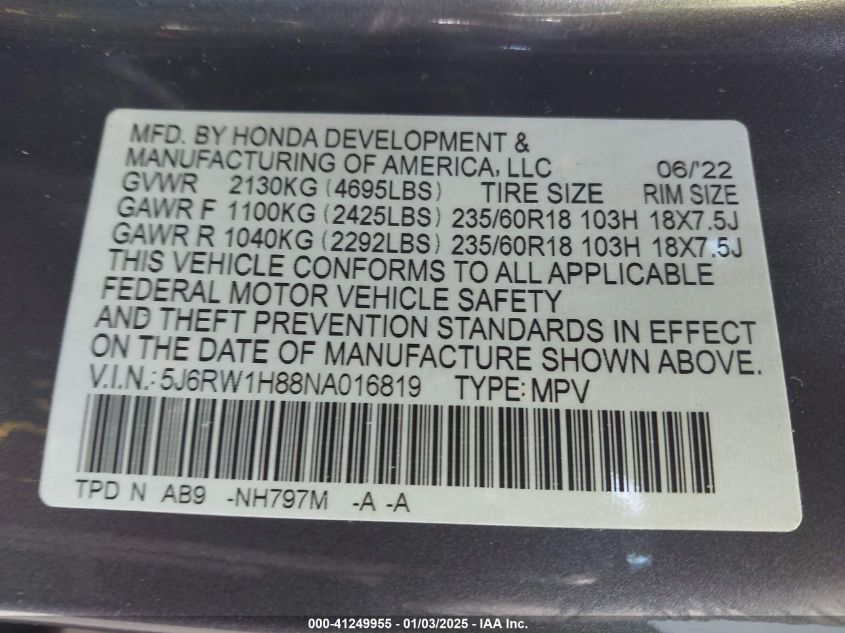 MFD. BY HONDA DEVELOPMENT &
MANUFACTURING OF AMERICA, LLC 06/'22
GVWR 2130KG (4695LBS) TIRE SIZE RIM SIZE
GAWR F 1100KG (2425LBS) 235/60R18 103H 18X7.5J
GAWR R 1040KG (2292LBS) 235/60R18 103H 18X7.5J
THIS VEHICLE CONFORMS TO ALL APPLICABLE
FEDERAL MOTOR VEHICLE SAFETY
AND THEFT PREVENTION STANDARDS IN EFFECT
ON THE DATE OF MANUFACTURE SHOWN ABOVE.
V.I.N.: 5J6RW1H88NA016819 TYPE: MPV
TPD N AB9 -NH797M -A -A
000-41249955 - 01/03/2025 - IAA Inc.